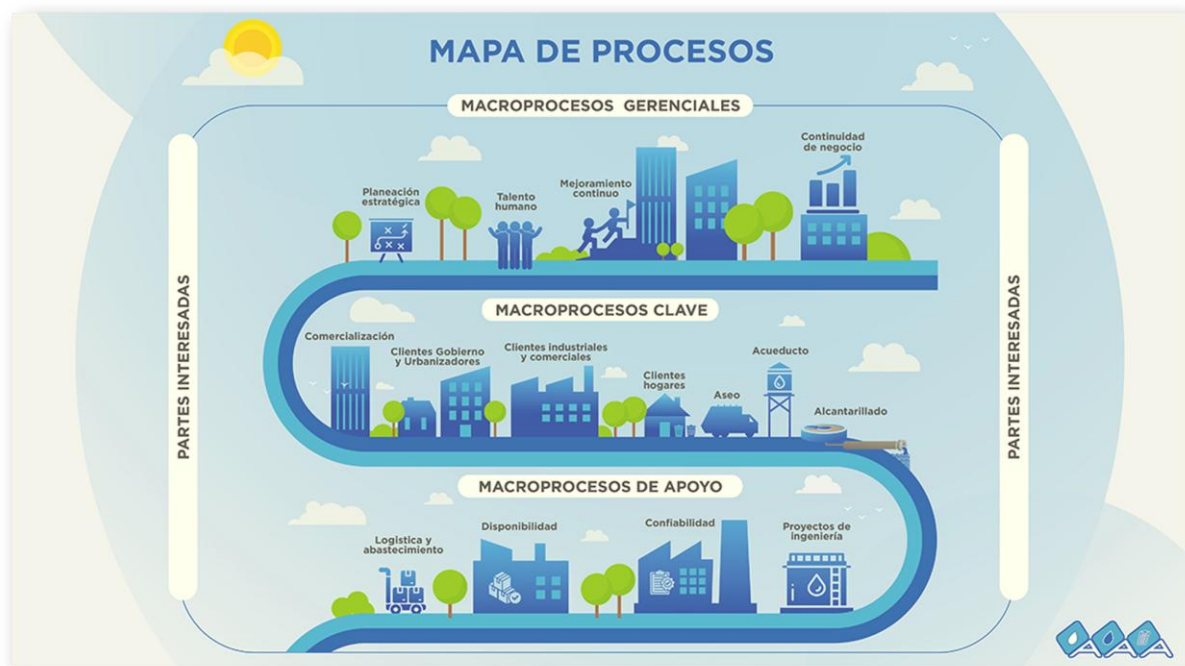 MAPA DE PROCESOS
MACROPROCESOS GERENCIALES
PARTES INTERESADAS
Planeación
estratégica
Talento
humano
Mejoramiento
continuo
Continuidad
de negocio
PARTES INTERESADAS
MACROPROCESOS CLAVE
Comercialización
Clientes Gobierno
y Urbanizadores
Clientes industriales
y comerciales
Clientes
hogares
Aseo
Acueducto
Alcantarillado
MACROPROCESOS DE APOYO
Logistica y
abastecimiento
Disponibilidad
Confiabilidad
Proyectos de
ingeniería